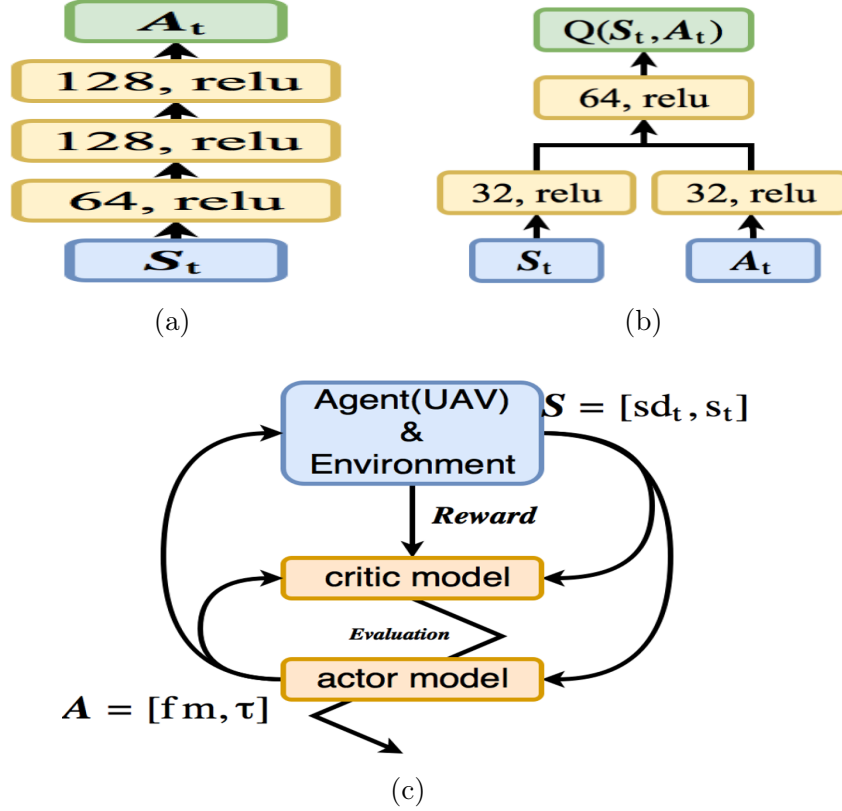 A_t
128, relu
128, relu
64, relu
S_t
(a)
Q(S_t, A_t)
64, relu
32, relu
32, relu
S_t
A_t
(b)
Agent(UAV)
&
Environment
S = [sd_t, s_t]
Reward
critic model
Evaluation
actor model
A = [fm, τ]
(c)